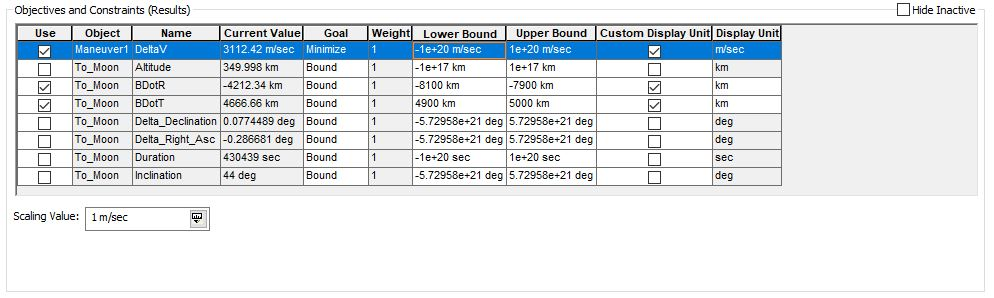 Objectives and Constraints (Results)
Hide Inactive
Use Object Name Current Value Goal Weight Lower Bound Upper Bound Custom Display Unit Display Unit
Maneuver1 DeltaV 3112.42 m/sec Minimize 1 -1e+20 m/sec 1e+20 m/sec m/sec
To_Moon Altitude 349.998 km Bound 1 -1e+17 km 1e+17 km km
To_Moon BDotR -4212.34 km Bound 1 -8100 km -7900 km km
To_Moon BDotT 4666.66 km Bound 1 4900 km 5000 km km
To_Moon Delta_Declination 0.0774489 deg Bound 1 -5.72958e+21 deg 5.72958e+21 deg deg
To_Moon Delta_Right_Asc -0.286681 deg Bound 1 -5.72958e+21 deg 5.72958e+21 deg deg
To_Moon Duration 430439 sec Bound 1 -1e+20 sec 1e+20 sec sec
To_Moon Inclination 44 deg Bound 1 -5.72958e+21 deg 5.72958e+21 deg deg
Scaling Value: 1 m/sec